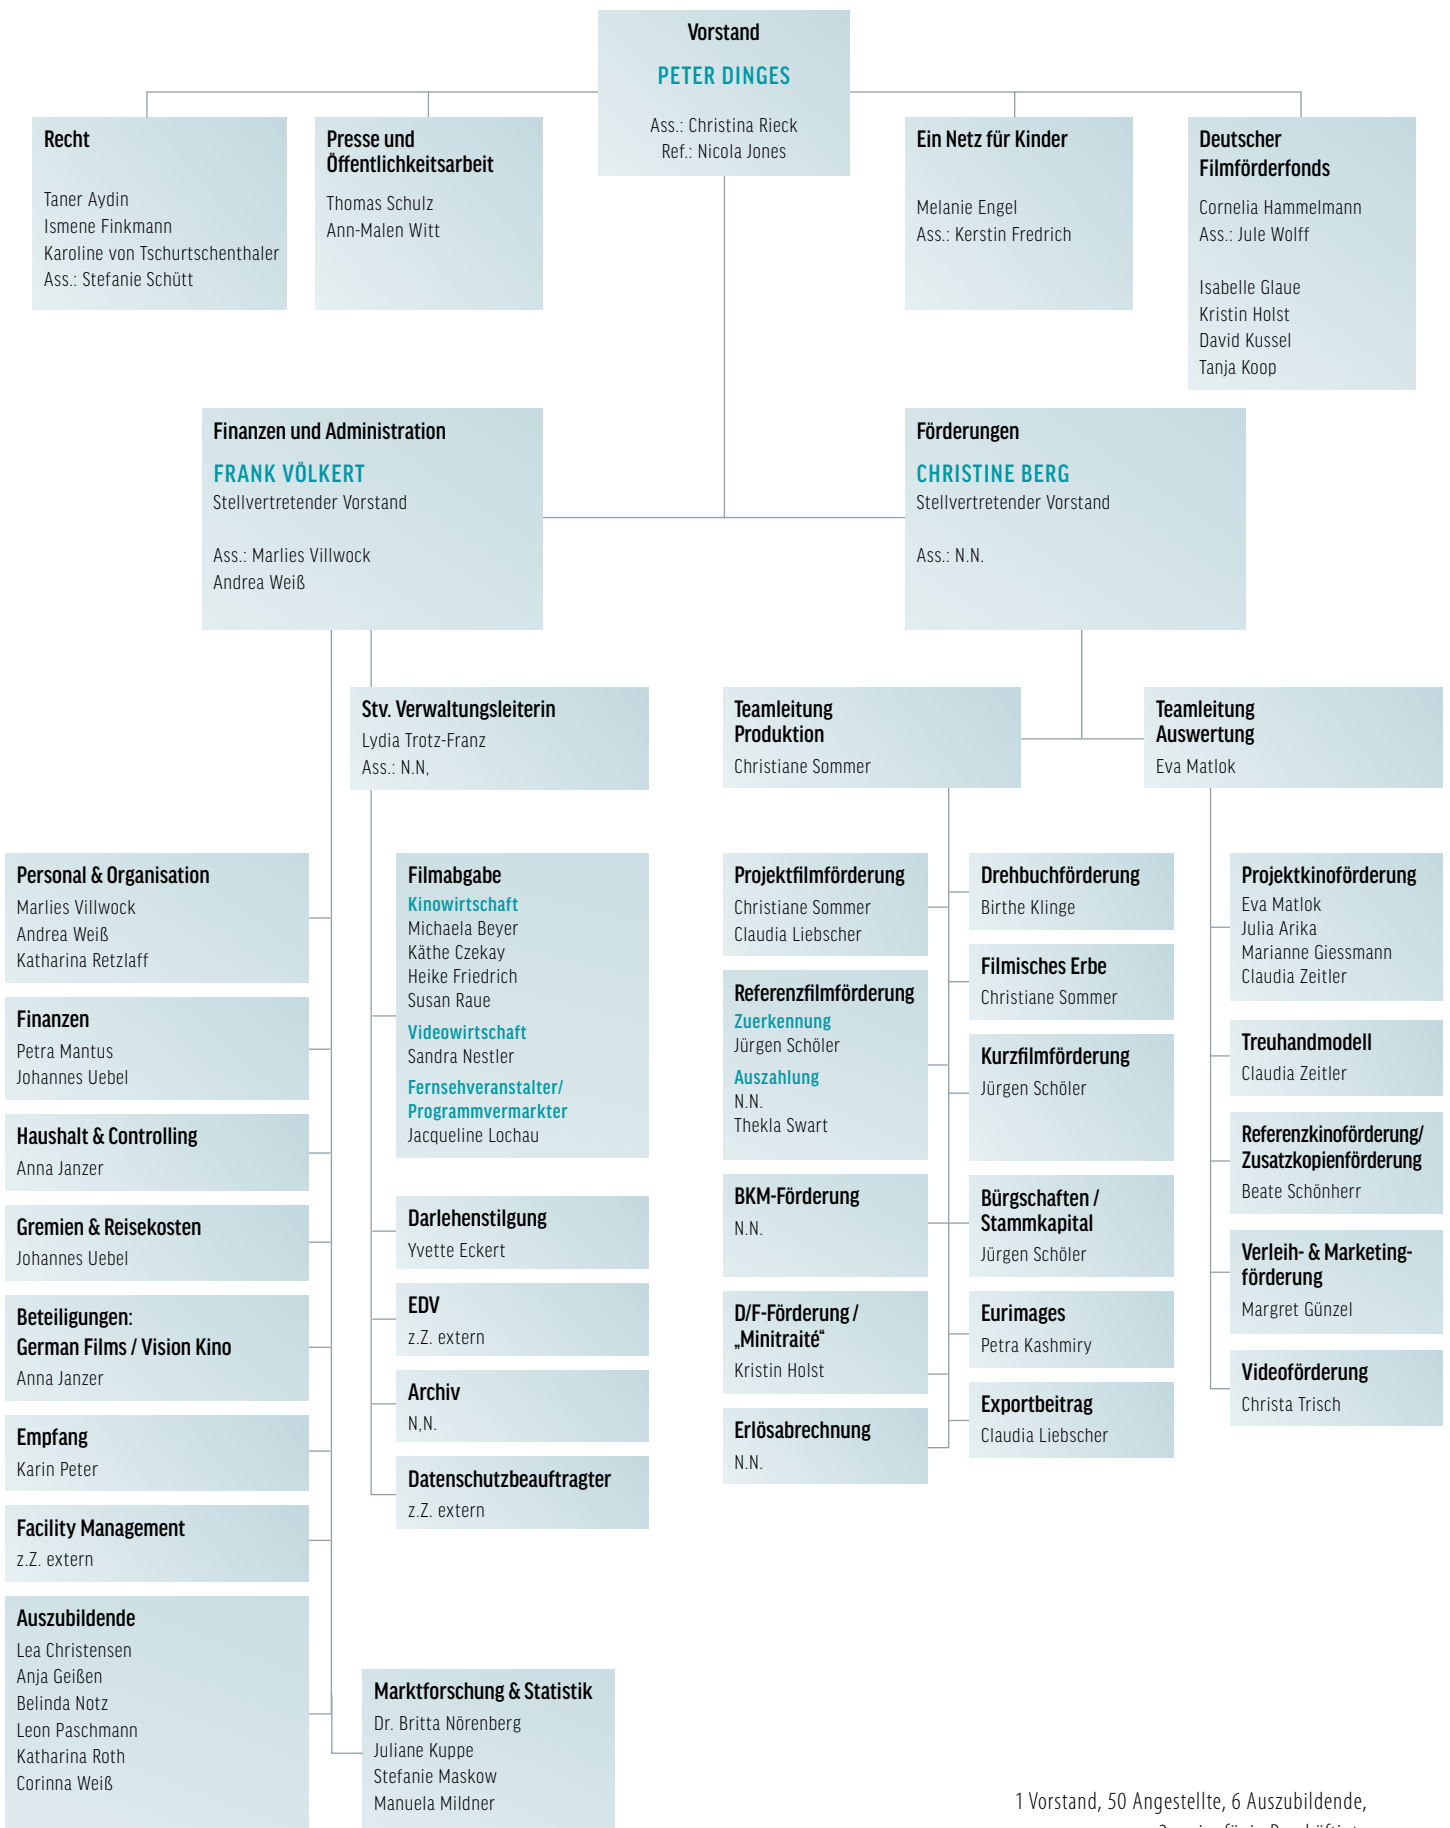 Vorstand
PETER DINGES
Ass.: Christina Rieck
Ref.: Nicola Jones
Recht
Taner Aydin
Ismene Finkmann
Karoline von Tschurtschenthaler
Ass.: Stefanie Schütt
Presse und
Öffentlichkeitsarbeit
Thomas Schulz
Ann-Malen Witt
Ein Netz für Kinder
Melanie Engel
Ass.: Kerstin Fredrich
Deutscher
Filmförderfonds
Cornelia Hammelmann
Ass.: Jule Wolff
Isabelle Glaue
Kristin Holst
David Kussel
Tanja Koop
Finanzen und Administration
FRANK VÖLKERT
Stellvertretender Vorstand
Ass.: Marlies Villwock
Andrea Weiß
Förderungen
CHRISTINE BERG
Stellvertretender Vorstand
Ass.: N.N.
Stv. Verwaltungsleiterin
Lydia Trotz-Franz
Ass.: N.N,
Teamleitung
Produktion
Christiane Sommer
Teamleitung
Auswertung
Eva Matlok
Personal & Organisation
Marlies Villwock
Andrea Weiß
Katharina Retzlaff
Finanzen
Petra Mantus
Johannes Uebel
Haushalt & Controlling
Anna Janzer
Gremien & Reisekosten
Johannes Uebel
Beteiligungen:
German Films / Vision Kino
Anna Janzer
Empfang
Karin Peter
Facility Management
z.Z. extern
Auszubildende
Lea Christensen
Anja Geißen
Belinda Notz
Leon Paschmann
Katharina Roth
Corinna Weiß
Filmabgabe
Kinowirtschaft
Michaela Beyer
Käthe Czekay
Heike Friedrich
Susan Raue
Videowirtschaft
Sandra Nestler
Fernsehveranstalter/
Programmvermarkter
Jacqueline Lochau
Darlehenstilgung
Yvette Eckert
EDV
z.Z. extern
Archiv
N,N.
Datenschutzbeauftragter
z.Z. extern
Marktforschung & Statistik
Dr. Britta Nörenberg
Juliane Kuppe
Stefanie Maskow
Manuela Mildner
Projektfilmförderung
Christiane Sommer
Claudia Liebscher
Referenzfilmförderung
Zuerkennung
Jürgen Schöler
Auszahlung
N.N.
Thekla Swart
BKM-Förderung
N.N.
D/F-Förderung /
„Minitraité“
Kristin Holst
Erlösabrechnung
N.N.
Drehbuchförderung
Birthe Klinge
Filmisches Erbe
Christiane Sommer
Kurzfilmförderung
Jürgen Schöler
Bürgschaften /
Stammkapital
Jürgen Schöler
Eurimages
Petra Kashmiry
Exportbeitrag
Claudia Liebscher
Projektkinoförderung
Eva Matlok
Julia Arika
Marianne Giessmann
Claudia Zeitler
Treuhandmodell
Claudia Zeitler
Referenzkinoförderung/
Zusatzkopienförderung
Beate Schönherr
Verleih- & Marketing-
förderung
Margret Günzel
Videoförderung
Christa Trisch
1 Vorstand, 50 Angestellte, 6 Auszubildende,